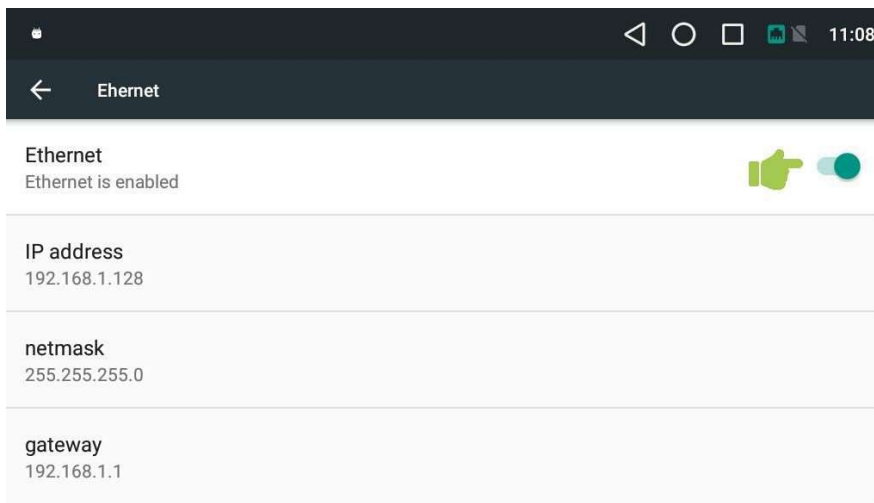 11:08
Ehernet
Ethernet
Ethernet is enabled
IP address
192.168.1.128
netmask
255.255.255.0
gateway
192.168.1.1